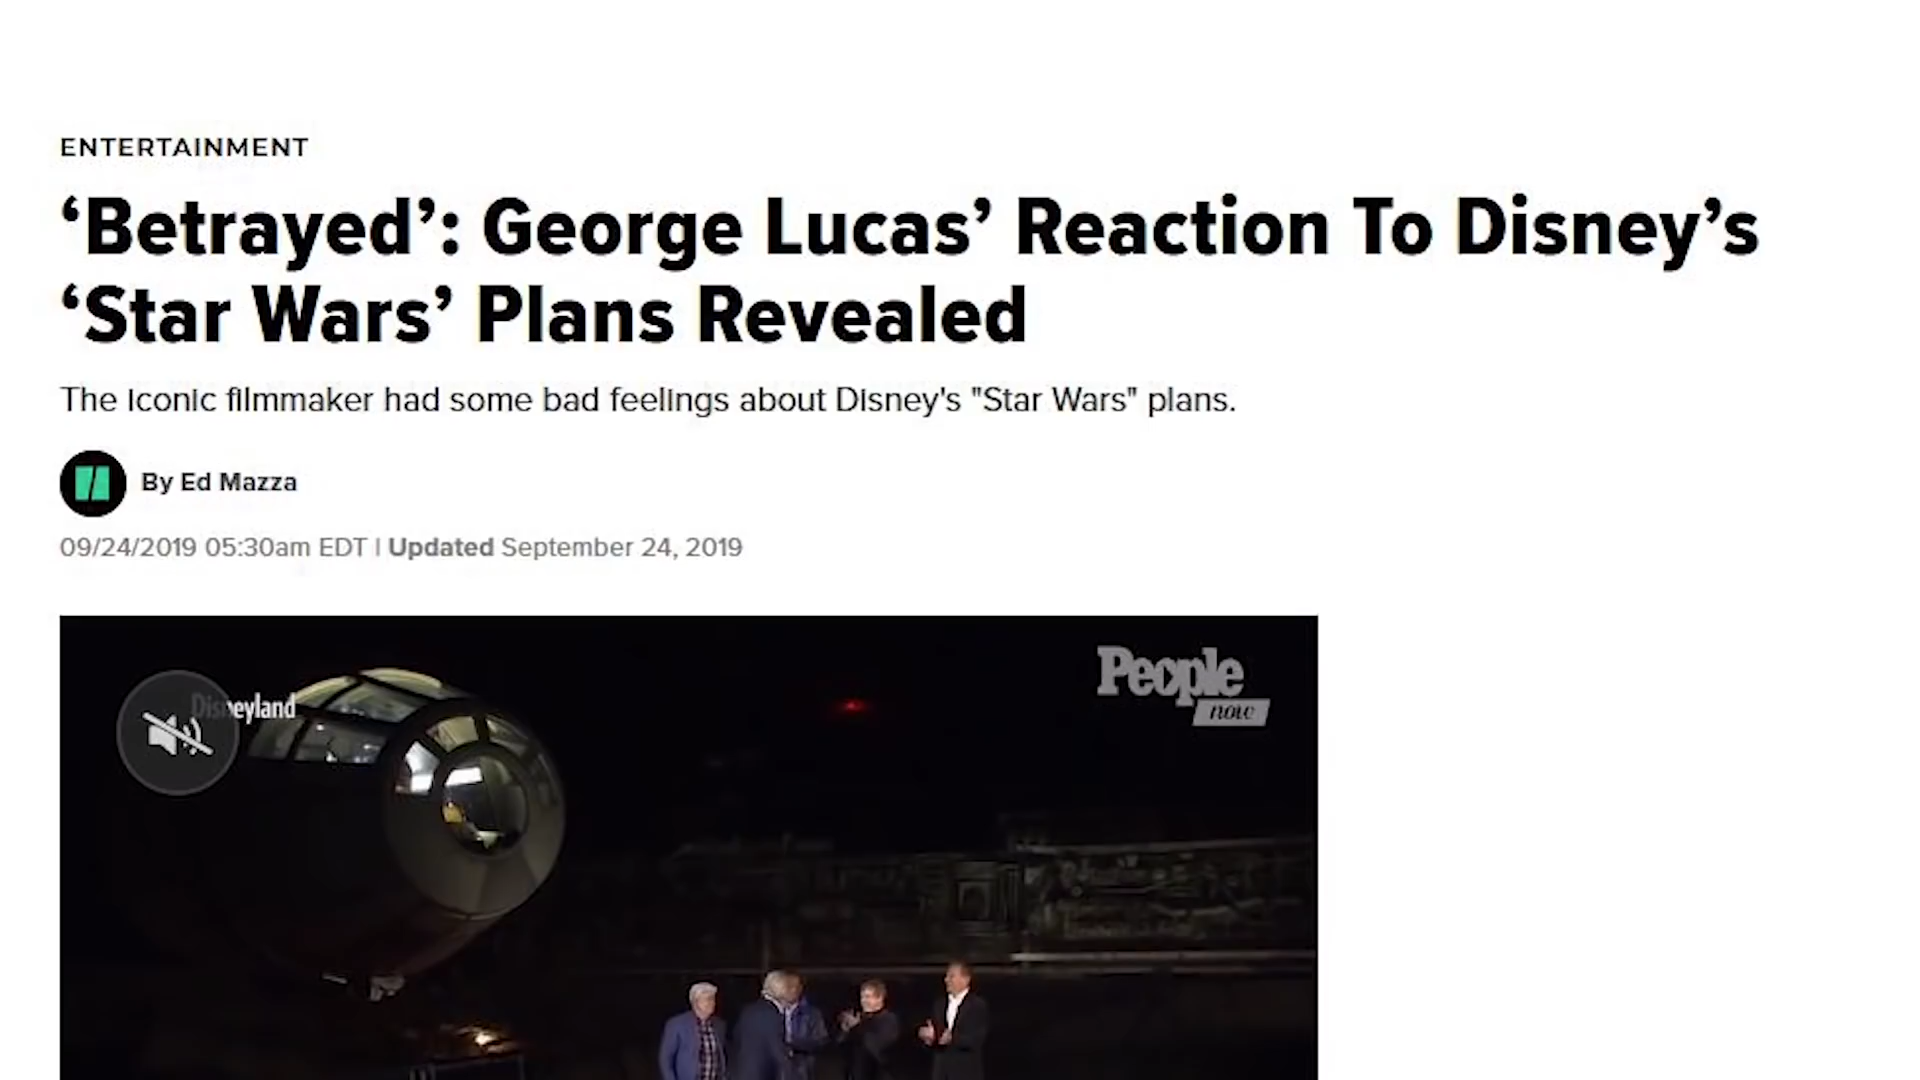 ENTERTAINMENT
‘Betrayed’: George Lucas’ Reaction To Disney’s
‘Star Wars’ Plans Revealed
The Iconic filmmaker had some bad feelings about Disney's "Star Wars" plans.
By Ed Mazza
09/24/2019 05:30am EDT | Updated September 24, 2019
People
now
Disneyland